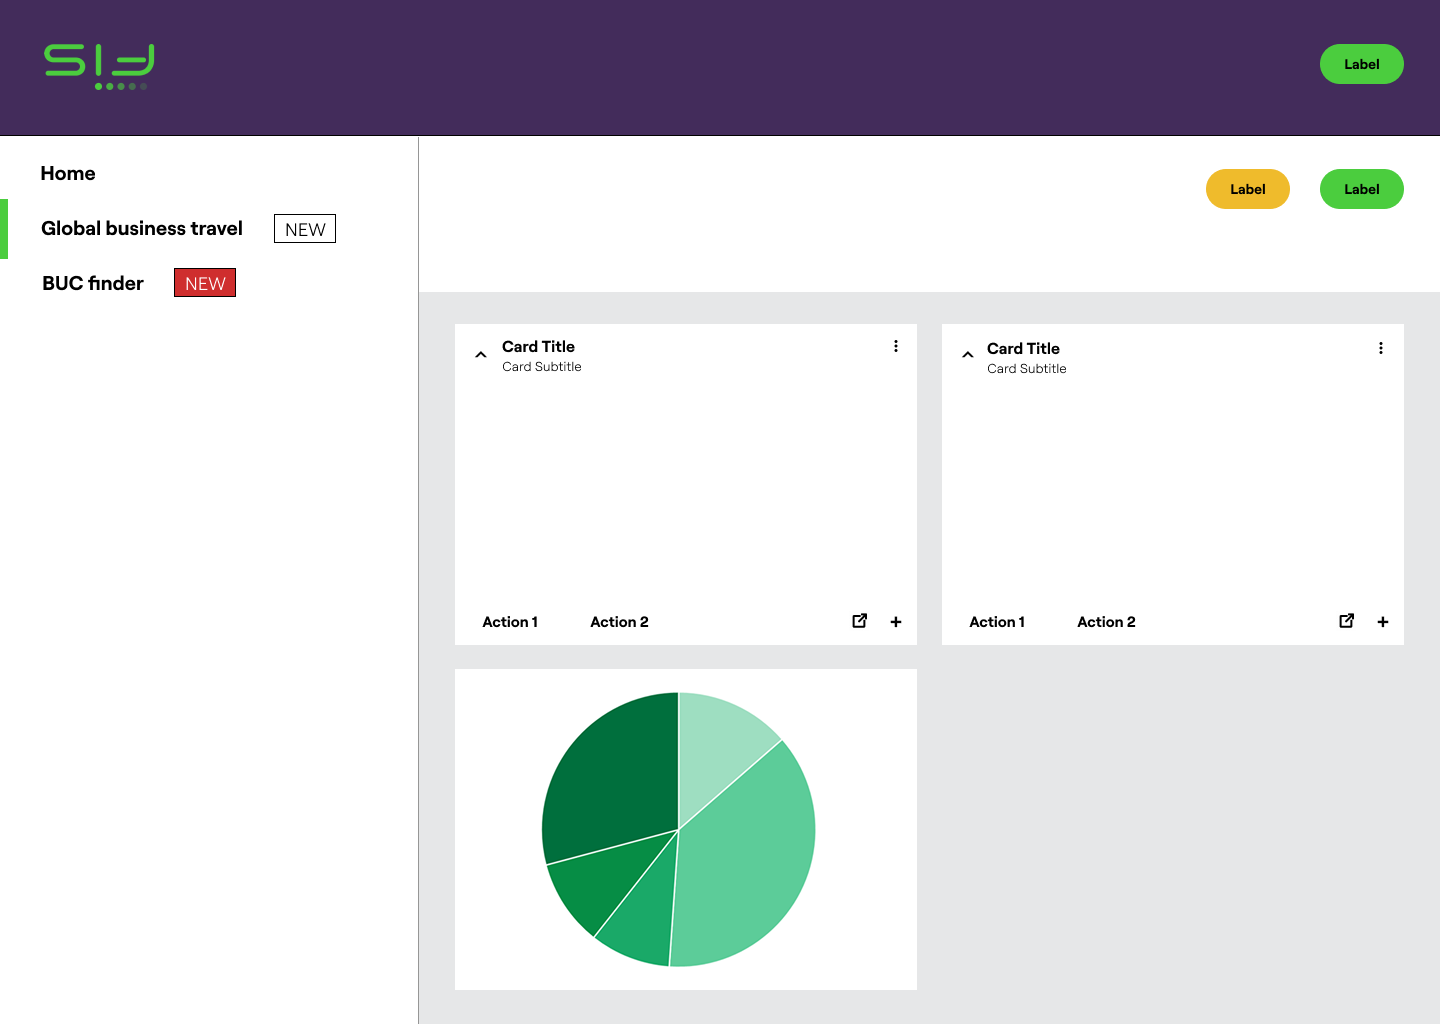 Label
Home
Global business travel NEW
BUC finder NEW
Label Label
Card Title
Card Subtitle
Action 1 Action 2
Card Title
Card Subtitle
Action 1 Action 2